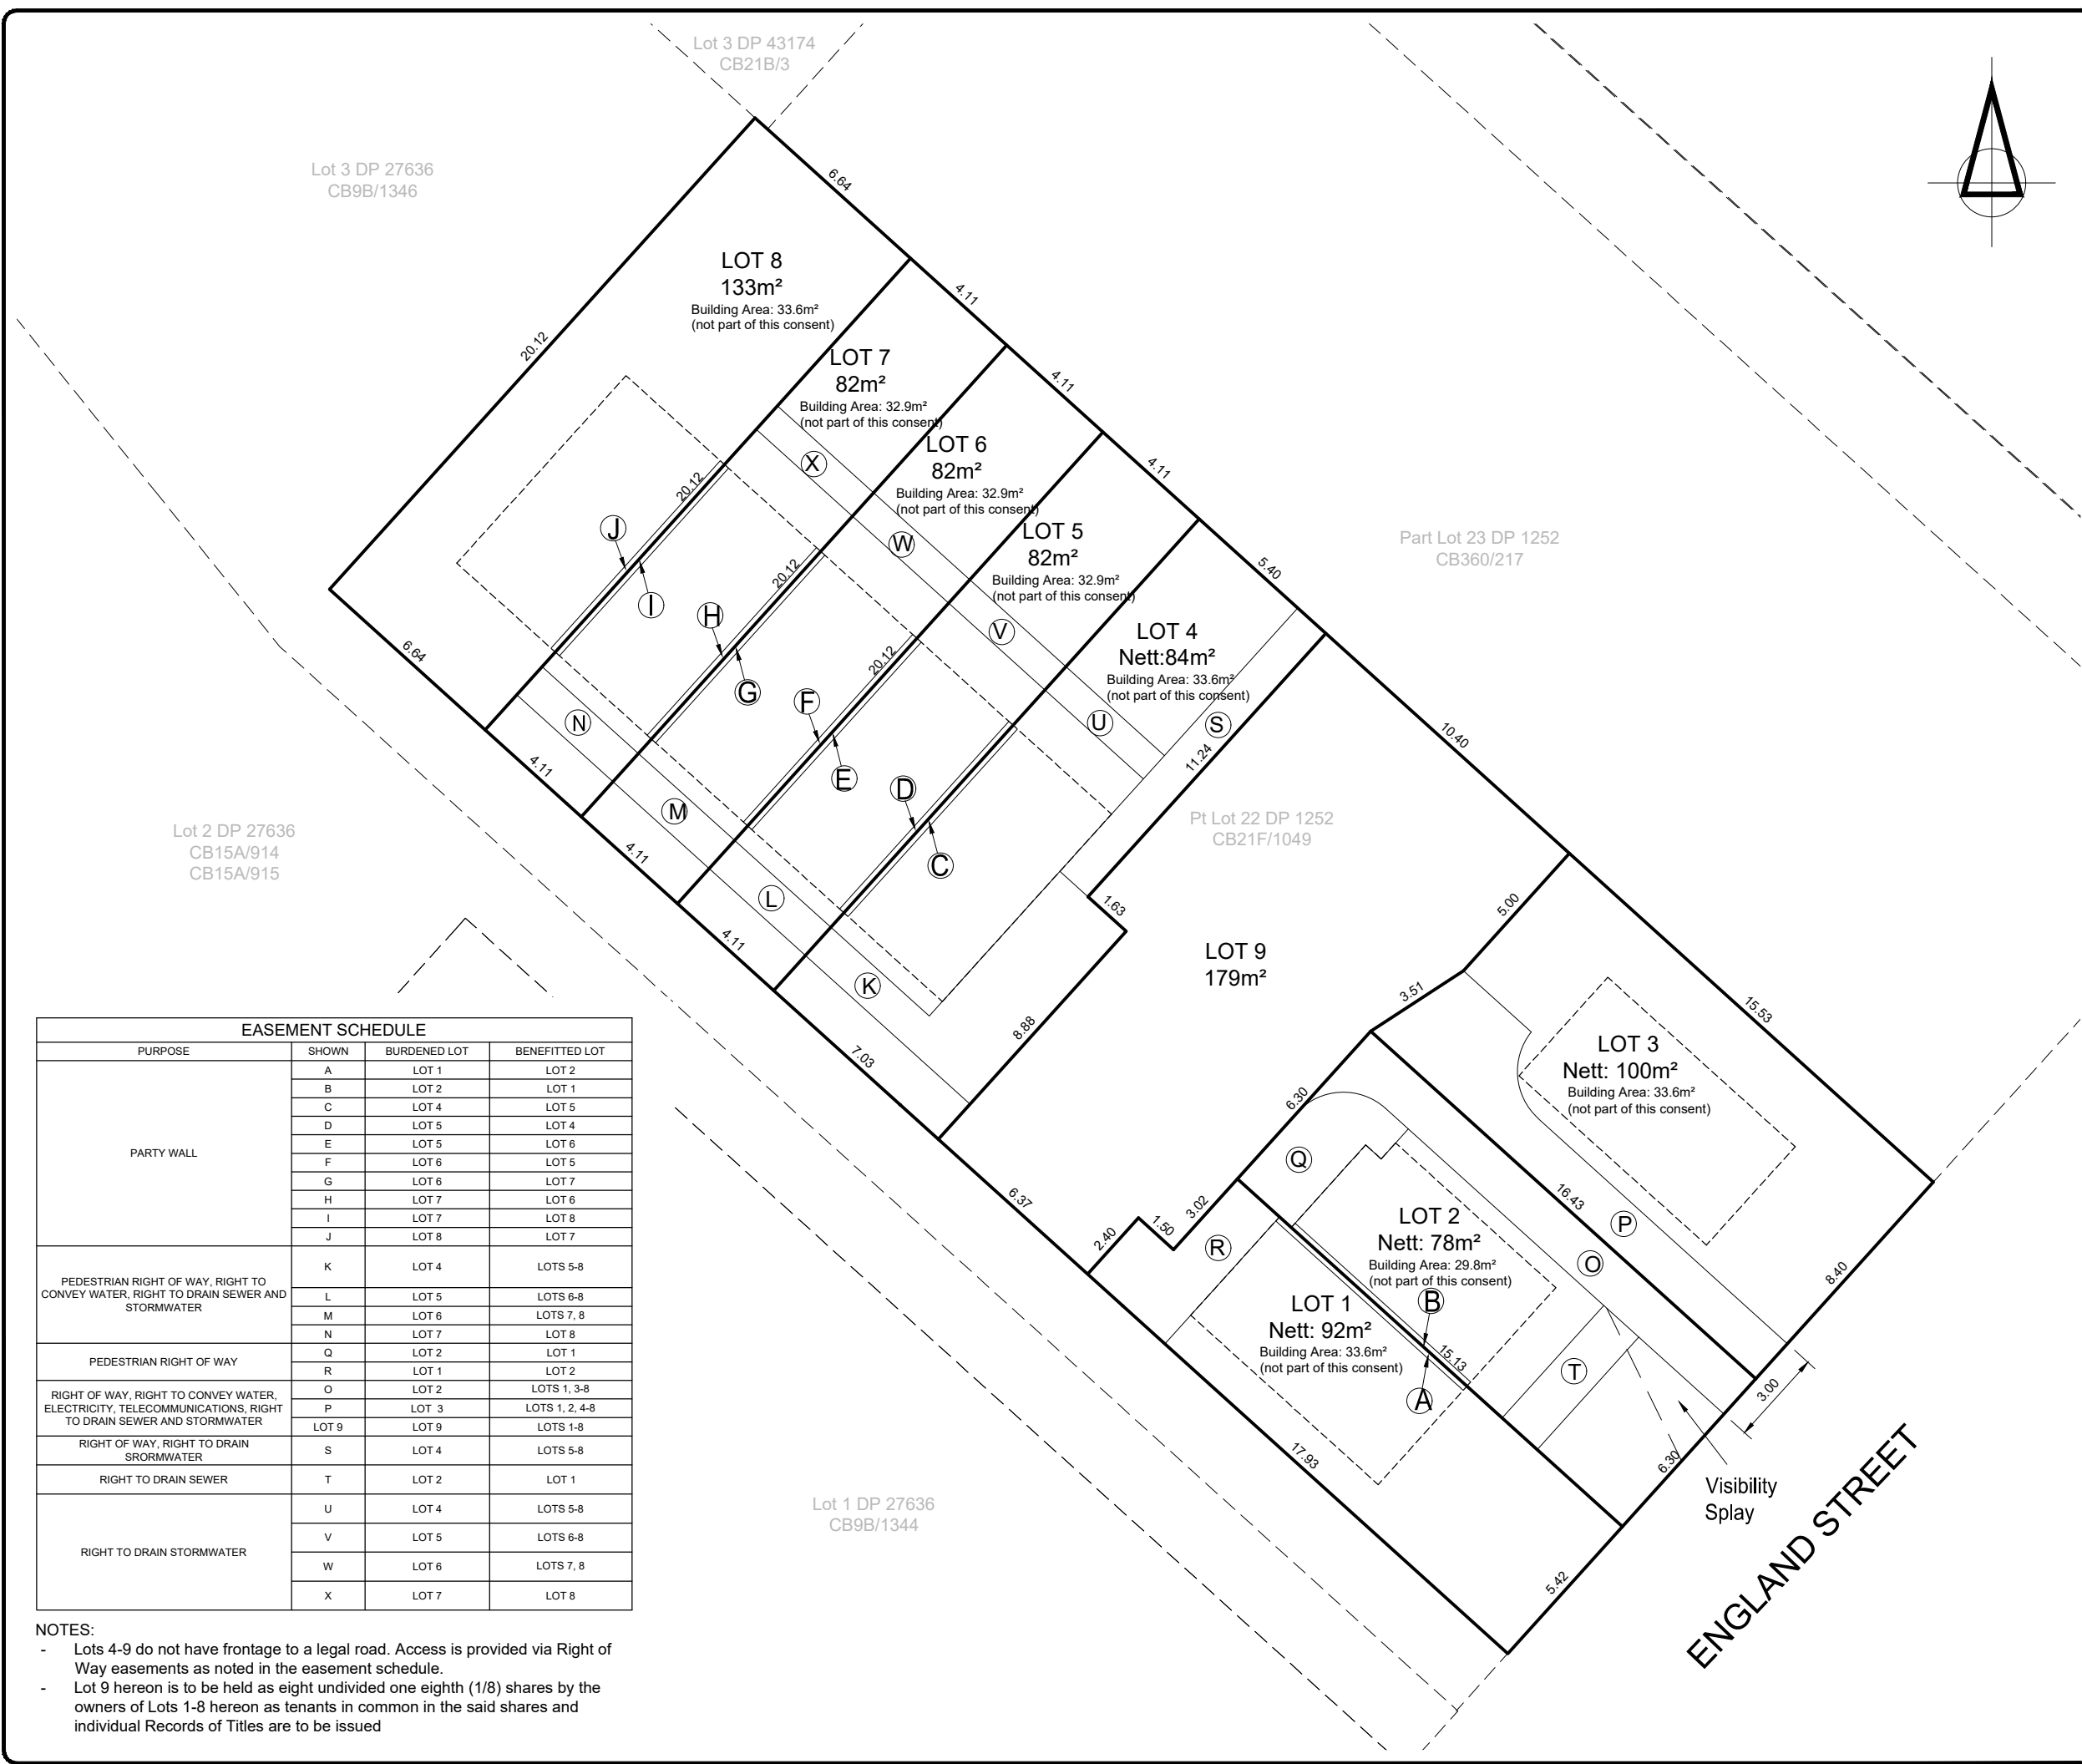 Lot 3 DP 43174
CB21B/3
Lot 3 DP 27636
CB9B/1346
6.64
LOT 8
133m²
Building Area: 33.6m²
(not part of this consent)
4.11
20.12
LOT 7
82m²
Building Area: 32.9m²
(not part of this consent)
4.11
LOT 6
82m²
Building Area: 32.9m²
(not part of this consent)
4.11
LOT 5
82m²
Building Area: 32.9m²
(not part of this consent)
5.40
Part Lot 23 DP 1252
CB360/217
X
W
V
U
S
20.12
20.12
20.12
J
I
H
G
F
E
D
C
LOT 4
Nett:84m²
Building Area: 33.6m²
(not part of this consent)
11.24
10.40
6.64
N
M
L
K
4.11
4.11
4.11
7.03
Lot 2 DP 27636
CB15A/914
CB15A/915
Pt Lot 22 DP 1252
CB21F/1049
1.63
8.88
LOT 9
179m²
5.00
3.51
15.53
LOT 3
Nett: 100m²
Building Area: 33.6m²
(not part of this consent)
6.30
Q
R
6.37
2.40
1.50
3.02
16.43
P
O
LOT 2
Nett: 78m²
Building Area: 29.8m²
(not part of this consent)
B
LOT 1
Nett: 92m²
Building Area: 33.6m²
(not part of this consent)
15.13
A
T
8.40
3.00
6.30
17.93
5.42
Visibility
Splay
ENGLAND STREET
Lot 1 DP 27636
CB9B/1344
EASEMENT SCHEDULE
PURPOSE SHOWN BURDENED LOT BENEFITTED LOT
PARTY WALL
A LOT 1 LOT 2
B LOT 2 LOT 1
C LOT 4 LOT 5
D LOT 5 LOT 4
E LOT 5 LOT 6
F LOT 6 LOT 5
G LOT 6 LOT 7
H LOT 7 LOT 6
I LOT 7 LOT 8
J LOT 8 LOT 7
PEDESTRIAN RIGHT OF WAY, RIGHT TO
CONVEY WATER, RIGHT TO DRAIN SEWER AND
STORMWATER
K LOT 4 LOTS 5-8
L LOT 5 LOTS 6-8
M LOT 6 LOTS 7, 8
N LOT 7 LOT 8
PEDESTRIAN RIGHT OF WAY
Q LOT 2 LOT 1
R LOT 1 LOT 2
RIGHT OF WAY, RIGHT TO CONVEY WATER,
ELECTRICITY, TELECOMMUNICATIONS, RIGHT
TO DRAIN SEWER AND STORMWATER
O LOT 2 LOTS 1, 3-8
P LOT 3 LOTS 1, 2, 4-8
LOT 9 LOT 9 LOTS 1-8
RIGHT OF WAY, RIGHT TO DRAIN
SRORMWATER
S LOT 4 LOTS 5-8
RIGHT TO DRAIN SEWER T LOT 2 LOT 1
RIGHT TO DRAIN STORMWATER
U LOT 4 LOTS 5-8
V LOT 5 LOTS 6-8
W LOT 6 LOTS 7, 8
X LOT 7 LOT 8
NOTES:
- Lots 4-9 do not have frontage to a legal road. Access is provided via Right of
Way easements as noted in the easement schedule.
- Lot 9 hereon is to be held as eight undivided one eighth (1/8) shares by the
owners of Lots 1-8 hereon as tenants in common in the said shares and
individual Records of Titles are to be issued